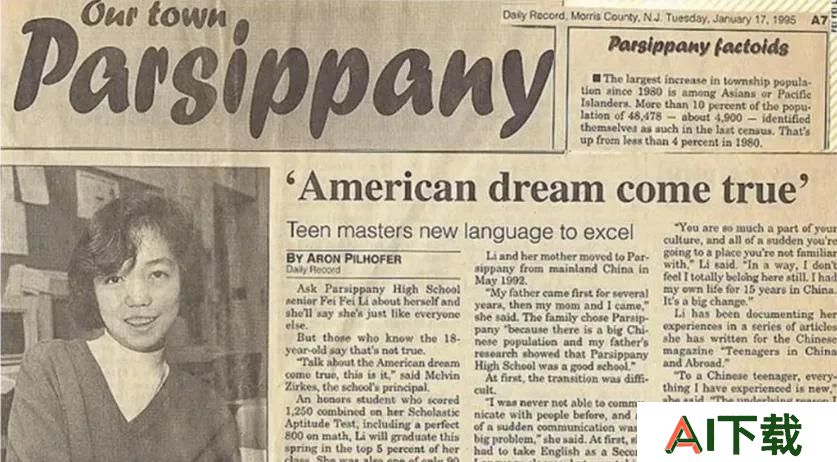 Our town
Parsippany
Daily Record, Morris County, N.J. Tuesday, January 17, 1995 A7
Parsippany factoids
■ The largest increase in township popula-
tion since 1980 is among Asians or Pacific
Islanders. More than 10 percent of the popu-
lation of 48,478 — about 4,900 — identified
themselves as such in the last census. That's
up from less than 4 percent in 1980.
‘American dream come true’
Teen masters new language to excel
BY ARON PILHOFER
Daily Record
Ask Parsippany High School
senior Fei Fei Li about herself and
she'll say she's just like everyone
else.
But those who know the 18-
year-old say that's not true.
"Talk about the American dream
come true, this is it," said Melvin
Zirkes, the school's principal.
An honors student who scored
1,250 combined on her Scholastic
Aptitude Test, including a perfect
800 on math, Li will graduate this
spring in the top 5 percent of her
class. She was also one of only 90
Li and her mother moved to Par-
sippany from mainland China in
May 1992.
"My father came first for several
years, then my mom and I came,"
she said. The family chose Parsip-
pany "because there is a big Chi-
nese population and my father's
research showed that Parsippany
High School was a good school."
At first, the transition was diffi-
cult.
"I was never not able to commu
nicate with people before, and
of a sudden communication was
big problem," she said. At first, s
had to take English as a Seco
"You are so much a part of your
culture, and all of a sudden you're
going to a place you're not familiar
with," Li said. "In a way, I don't
feel I totally belong here still. I had
my own life for 15 years in China.
It's a big change."
Li has been documenting her
experiences in a series of articles
she has written for the Chinese
magazine "Teenagers in China
and Abroad."
"To a Chinese teenager, every-
thing I have experienced is new,"
she said. "The underlying reason I
AI下载